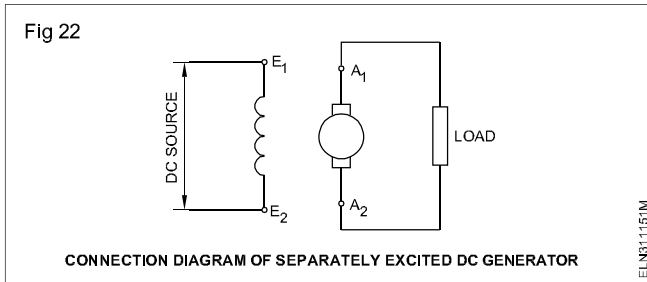 Fig 22
E1
A1
DC SOURCE
LOAD
E2
A2
CONNECTION DIAGRAM OF SEPARATELY EXCITED DC GENERATOR
ELN311151M